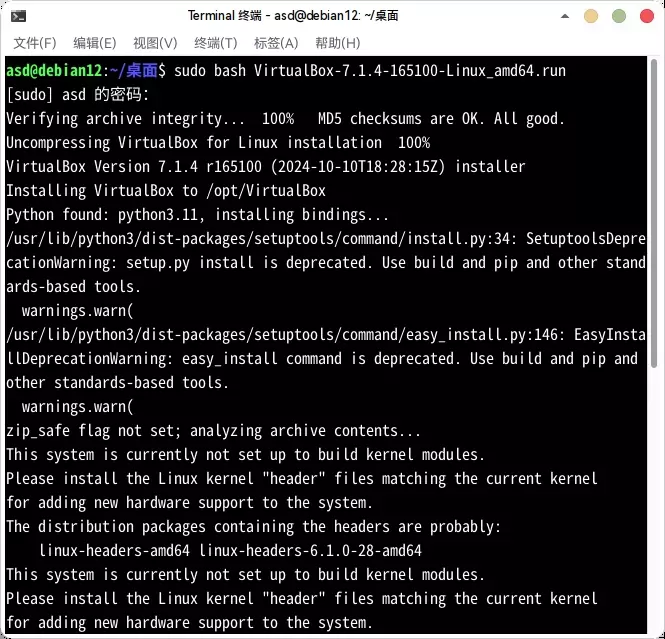 Terminal 终端 - asd@debian12: ~/桌面
文件(F) 编辑(E) 视图(V) 终端(T) 标签(A) 帮助(H)
asd@debian12:~/桌面$ sudo bash VirtualBox-7.1.4-165100-Linux_amd64.run
[sudo] asd 的密码：
Verifying archive integrity...  100%   MD5 checksums are OK. All good.
Uncompressing VirtualBox for Linux installation  100%
VirtualBox Version 7.1.4 r165100 (2024-10-10T18:28:15Z) installer
Installing VirtualBox to /opt/VirtualBox
Python found: python3.11, installing bindings...
/usr/lib/python3/dist-packages/setuptools/command/install.py:34: SetuptoolsDepre
cationWarning: setup.py install is deprecated. Use build and pip and other stand
ards-based tools.
  warnings.warn(
/usr/lib/python3/dist-packages/setuptools/command/easy_install.py:146: EasyInsta
llDeprecationWarning: easy_install command is deprecated. Use build and pip and
other standards-based tools.
  warnings.warn(
zip_safe flag not set; analyzing archive contents...
This system is currently not set up to build kernel modules.
Please install the Linux kernel "header" files matching the current kernel
for adding new hardware support to the system.
The distribution packages containing the headers are probably:
    linux-headers-amd64 linux-headers-6.1.0-28-amd64
This system is currently not set up to build kernel modules.
Please install the Linux kernel "header" files matching the current kernel
for adding new hardware support to the system.